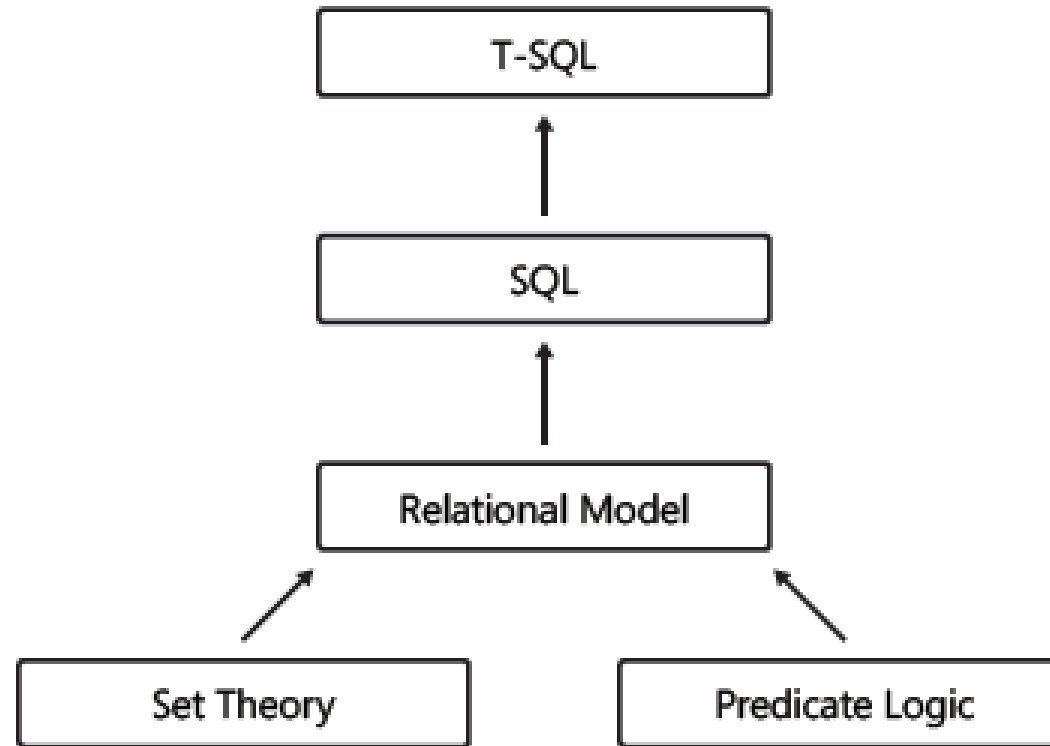 T-SQL
SQL
Relational Model
Set Theory
Predicate Logic